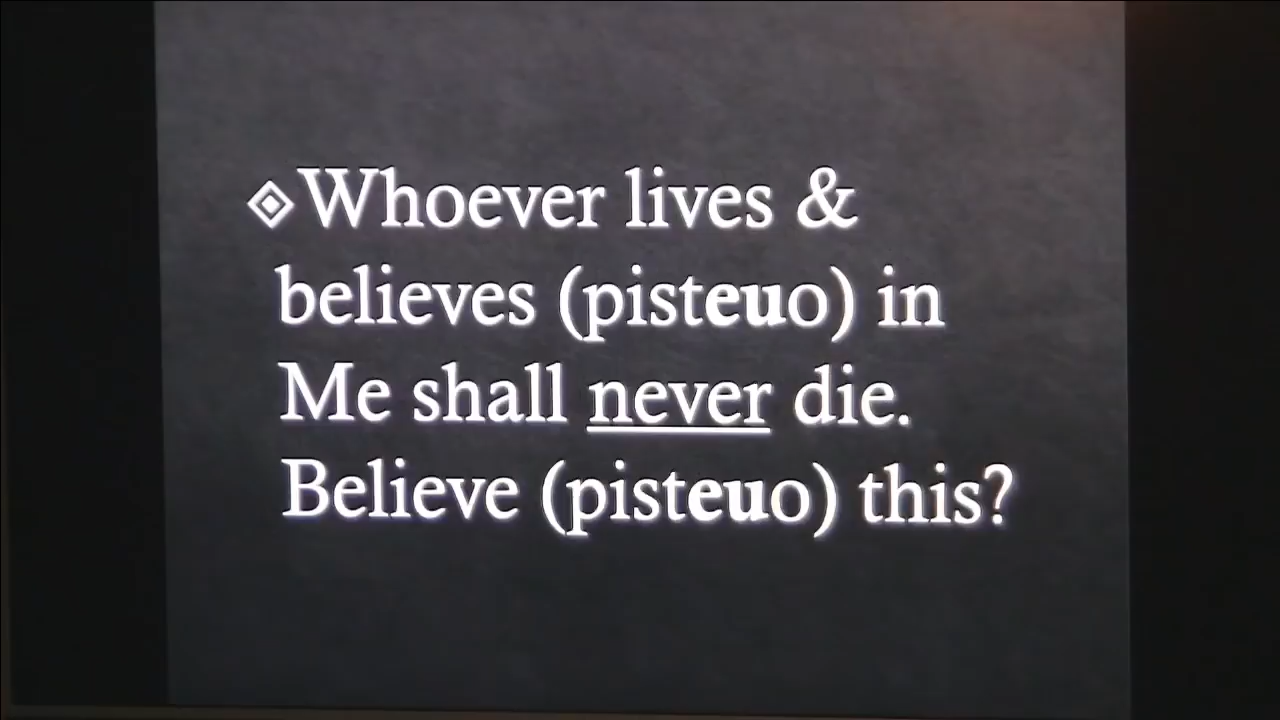 Whoever lives &
believes (pisteuo) in
Me shall never die.
Believe (pisteuo) this?